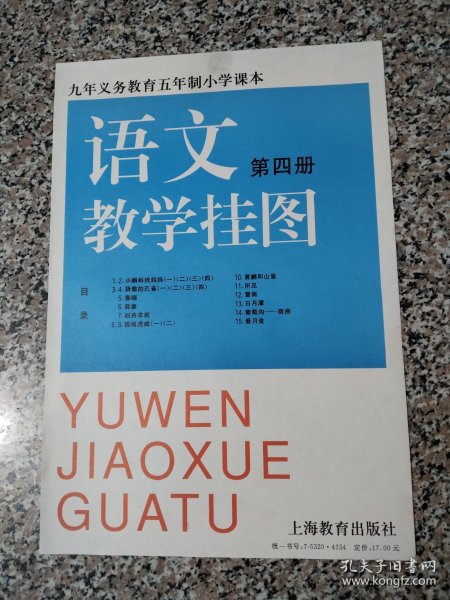 九年义务教育五年制小学课本
语文
第四册
教学挂图
目录
1.2.小蝌蚪找妈妈(一)(二)(三)(四)
3.4.骄傲的孔雀(一)(二)(三)(四)
5.春晓
6.称象
7.刻舟求剑
8.9.狐假虎威(一)(二)
10.黄鹂和山雀
11.所见
12.雷雨
13.日月潭
14.葡萄沟——晾房
15.看月食
YUWEN
JIAOXUE
GUATU
上海教育出版社
统一书号:7-5320·4334 定价:17.00元
孔夫子旧书网
www.kongfz.com